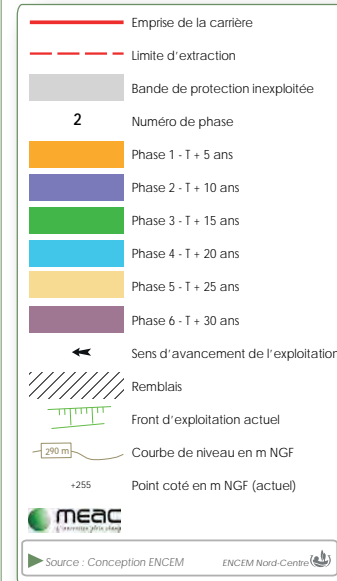 Emprise de la carrière
Limite d'extraction
Bande de protection inexploitée
2 Numéro de phase
Phase 1 - T + 5 ans
Phase 2 - T + 10 ans
Phase 3 - T + 15 ans
Phase 4 - T + 20 ans
Phase 5 - T + 25 ans
Phase 6 - T + 30 ans
Sens d'avancement de l'exploitation
Remblais
Front d'exploitation actuel
290 m Courbe de niveau en m NGF
+255 Point coté en m NGF (actuel)
meac
Source : Conception ENCEM ENCEM Nord-Centre